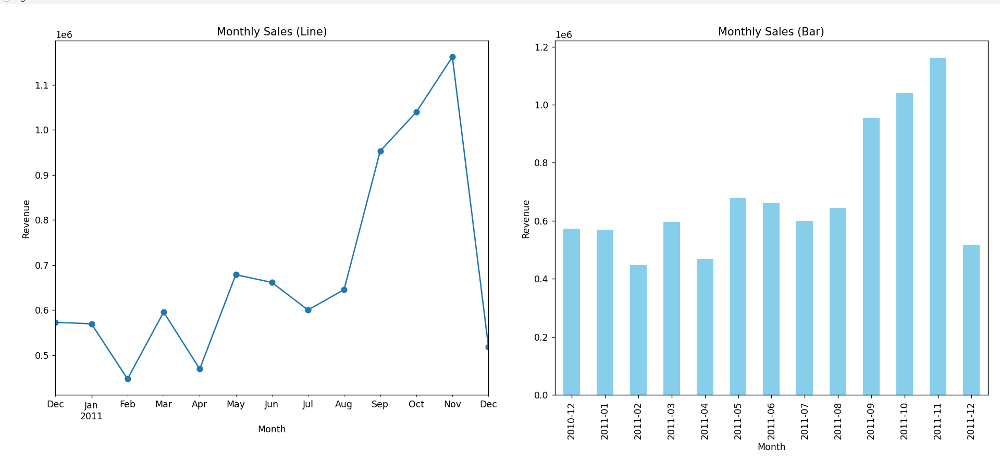 Monthly Sales (Line)
1e6
1.1
1.0
0.9
0.8
0.7
0.6
0.5
Revenue
Dec Jan Feb Mar Apr May Jun Jul Aug Sep Oct Nov Dec
2011
Month
Monthly Sales (Bar)
1e6
1.2
1.0
0.8
0.6
0.4
0.2
0.0
Revenue
2010-12 2011-01 2011-02 2011-03 2011-04 2011-05 2011-06 2011-07 2011-08 2011-09 2011-10 2011-11 2011-12
Month